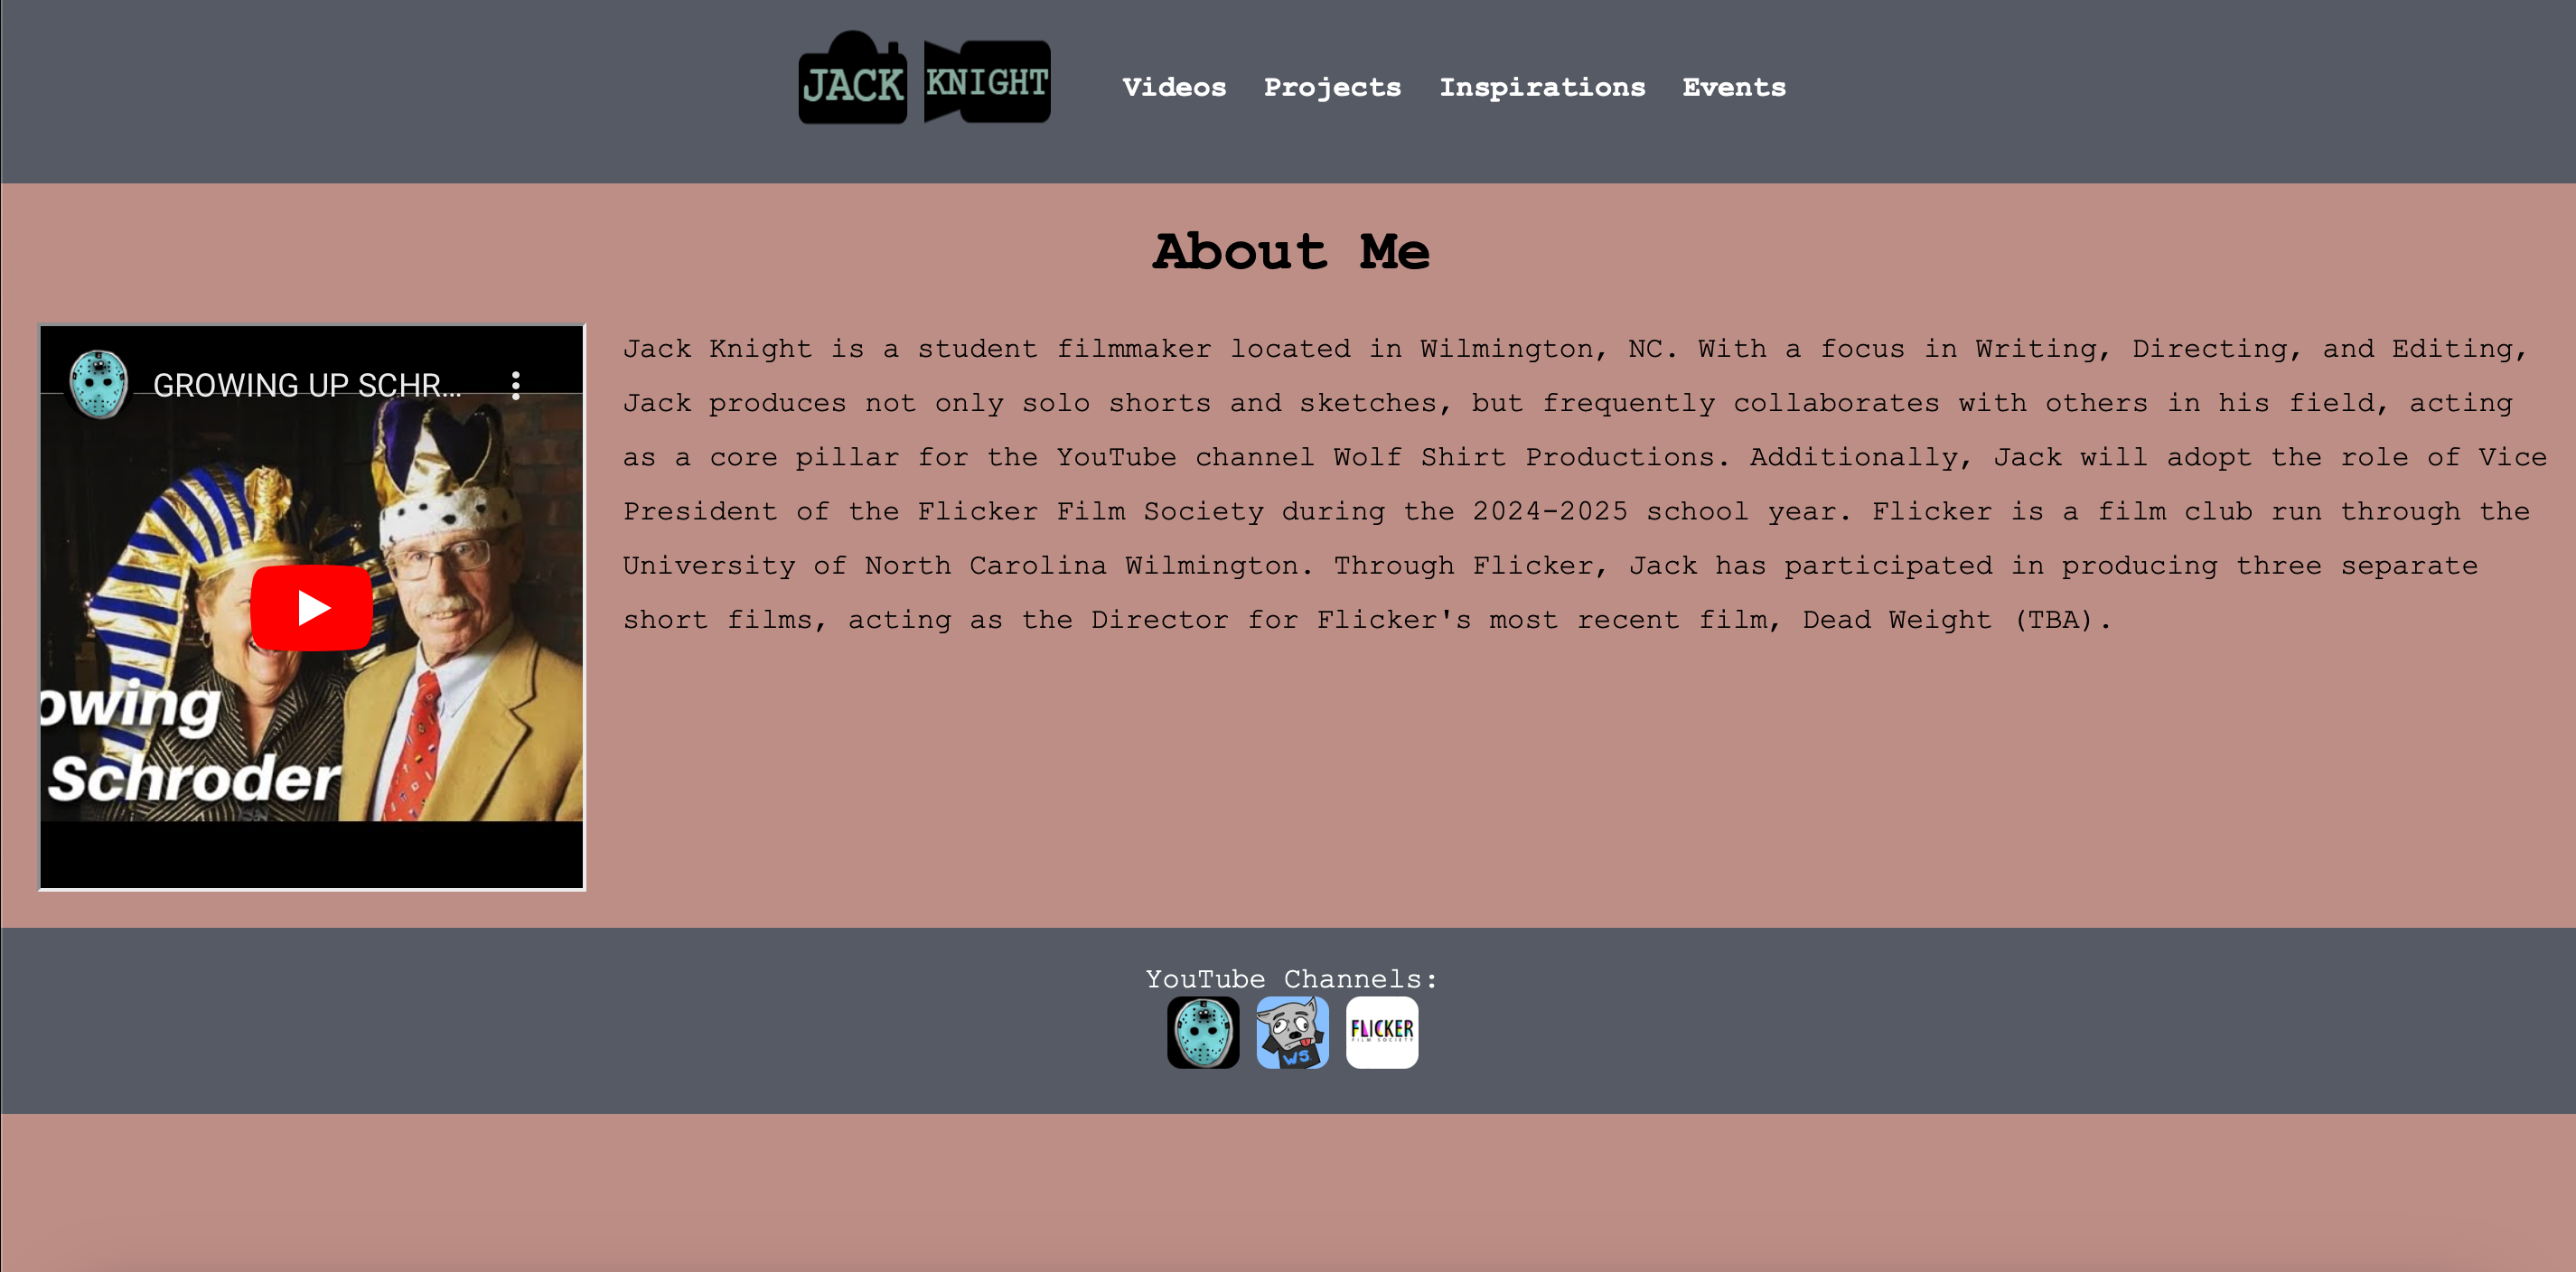 JACK KNIGHT
Videos Projects Inspirations Events
About Me
GROWING UP SCHR...
owing
Schroder
Jack Knight is a student filmmaker located in Wilmington, NC. With a focus in Writing, Directing, and Editing,
Jack produces not only solo shorts and sketches, but frequently collaborates with others in his field, acting
as a core pillar for the YouTube channel Wolf Shirt Productions. Additionally, Jack will adopt the role of Vice
President of the Flicker Film Society during the 2024-2025 school year. Flicker is a film club run through the
University of North Carolina Wilmington. Through Flicker, Jack has participated in producing three separate
short films, acting as the Director for Flicker's most recent film, Dead Weight (TBA).
YouTube Channels:
WS
FLICKER
FILM SOCIETY